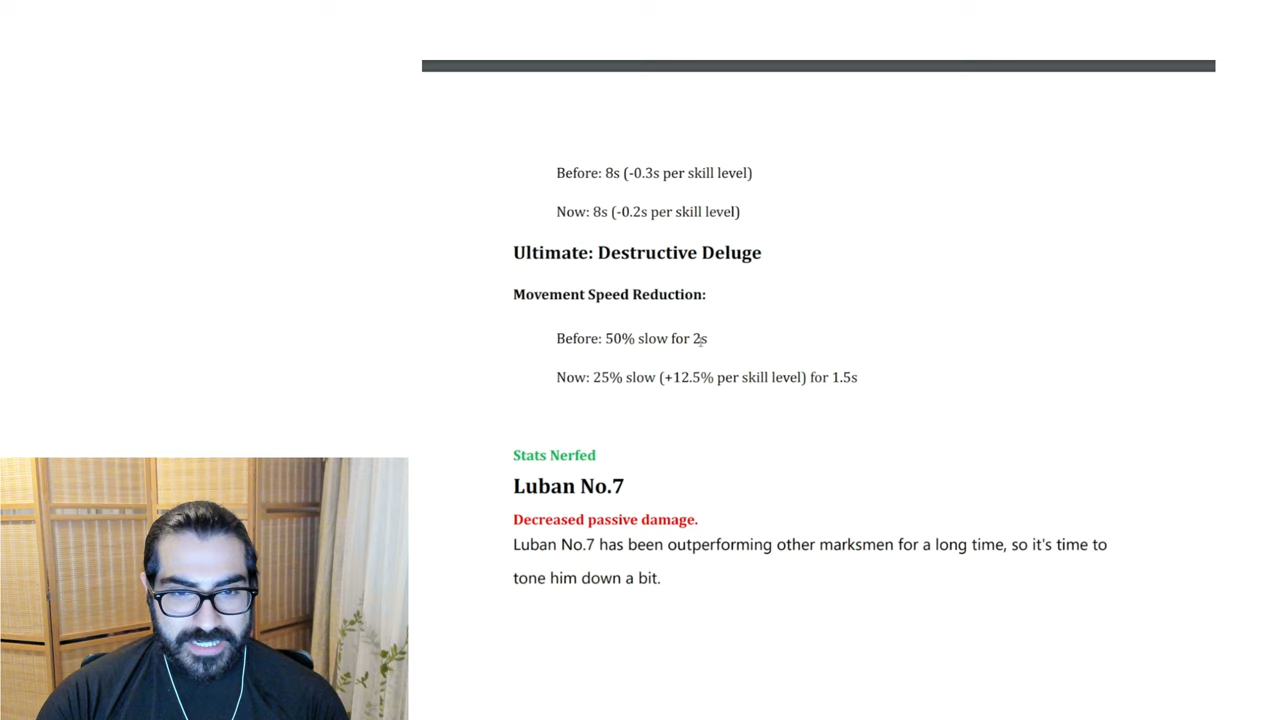 Before: 8s (-0.3s per skill level)
Now: 8s (-0.2s per skill level)
Ultimate: Destructive Deluge
Movement Speed Reduction:
Before: 50% slow for 2s
Now: 25% slow (+12.5% per skill level) for 1.5s
Stats Nerfed
Luban No.7
Decreased passive damage.
Luban No.7 has been outperforming other marksmen for a long time, so it's time to
tone him down a bit.